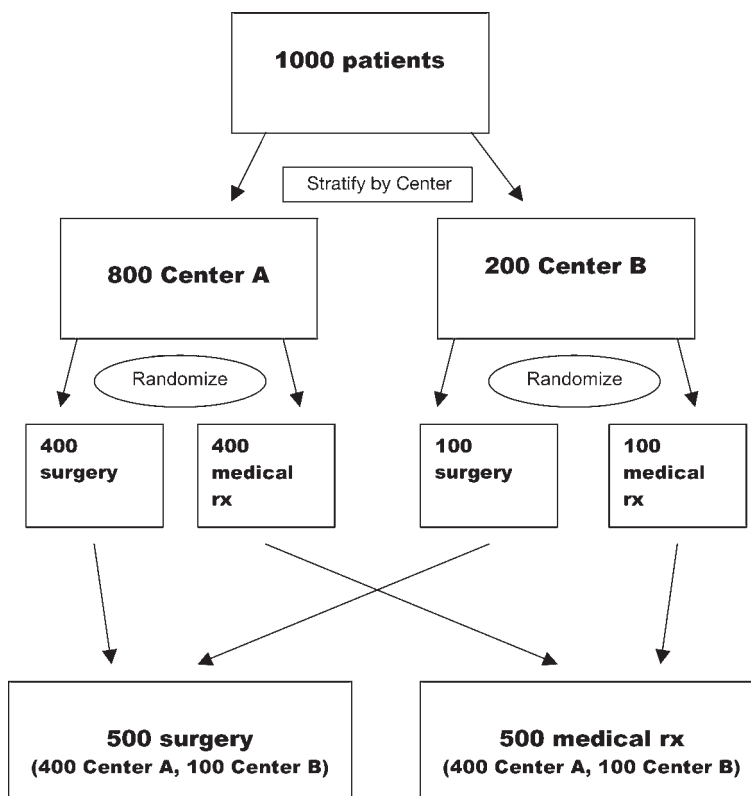 1000 patients
Stratify by Center
800 Center A
200 Center B
Randomize
Randomize
400
surgery
400
medical
rx
100
surgery
100
medical
rx
500 surgery
(400 Center A, 100 Center B)
500 medical rx
(400 Center A, 100 Center B)